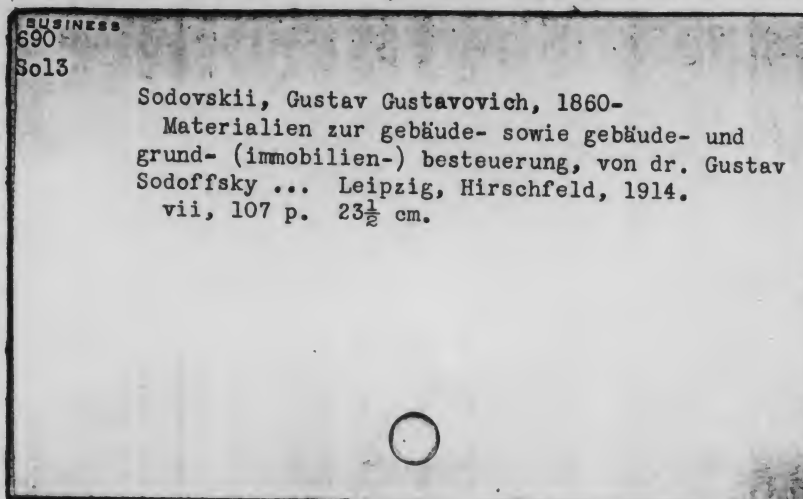 BUSINESS
690
So13
Sodovskii, Gustav Gustavovich, 1860-
Materialien zur gebäude- sowie gebäude- und
grund- (immobilien-) besteuerung, von dr. Gustav
Sodoffsky ... Leipzig, Hirschfeld, 1914.
vii, 107 p. 23½ cm.